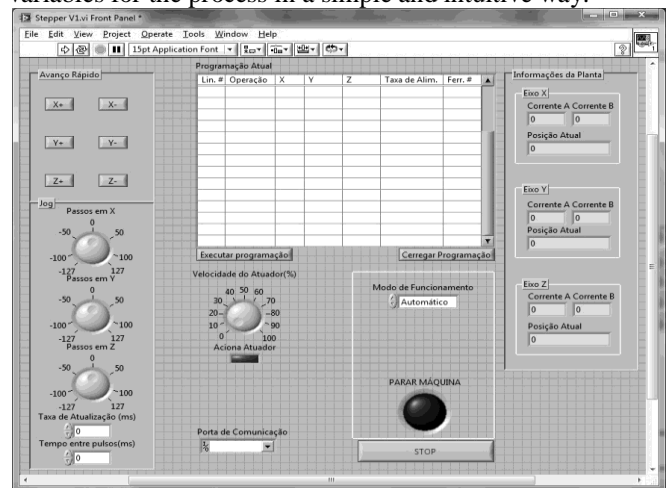 variables for the process in a simple and intuitive way.
Stepper V1.vi Front Panel *
File Edit View Project Operate Tools Window Help
15pt Application Font
Avanço Rápido
X+ X-
Y+ Y-
Z+ Z-
Jog
Passos em X
0
-50 50
-100 100
-127 127
Passos em Y
0
-50 50
-100 100
-127 127
Passos em Z
0
-50 50
-100 100
-127 127
Taxa de Atualização (ms)
0
Tempo entre pulsos(ms)
0
Programação Atual
Lin. # Operação X Y Z Taxa de Alim. Ferr. #
Executar programação Cerregar Programação
Velocidade do Atuador(%)
40 50 60
30 70
20 80
10 90
0 100
Aciona Atuador
Porta de Comunicação
Modo de Funcionamento
Automático
PARAR MÁQUINA
STOP
Informações da Planta
Eixo X
Corrente A Corrente B
0 0
Posição Atual
0
Eixo Y
Corrente A Corrente B
0 0
Posição Atual
0
Eixo Z
Corrente A Corrente B
0 0
Posição Atual
0